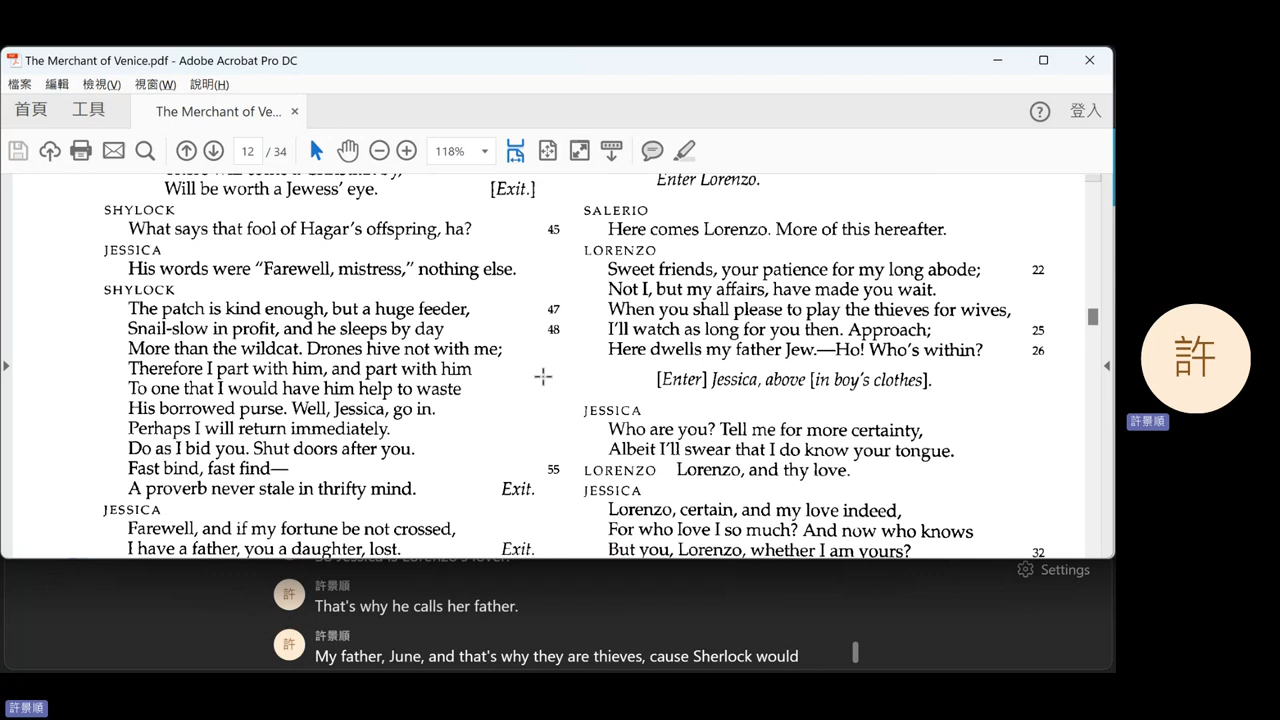 The Merchant of Venice.pdf - Adobe Acrobat Pro DC
檔案 編輯 檢視(V) 視窗(W) 說明(H)
首頁 工具 The Merchant of Ve... × ? 登入
12 / 34 118%
Will be worth a Jewess' eye. [Exit.]
SHYLOCK
What says that fool of Hagar's offspring, ha? 45
JESSICA
His words were “Farewell, mistress,” nothing else.
SHYLOCK
The patch is kind enough, but a huge feeder, 47
Snail-slow in profit, and he sleeps by day 48
More than the wildcat. Drones hive not with me;
Therefore I part with him, and part with him
To one that I would have him help to waste
His borrowed purse. Well, Jessica, go in.
Perhaps I will return immediately.
Do as I bid you. Shut doors after you.
Fast bind, fast find— 55
A proverb never stale in thrifty mind. Exit.
JESSICA
Farewell, and if my fortune be not crossed,
I have a father, you a daughter, lost. Exit.
Enter Lorenzo.
SALERIO
Here comes Lorenzo. More of this hereafter.
LORENZO
Sweet friends, your patience for my long abode; 22
Not I, but my affairs, have made you wait.
When you shall please to play the thieves for wives,
I'll watch as long for you then. Approach; 25
Here dwells my father Jew.—Ho! Who's within? 26
[Enter] Jessica, above [in boy's clothes].
JESSICA
Who are you? Tell me for more certainty,
Albeit I'll swear that I do know your tongue.
LORENZO Lorenzo, and thy love.
JESSICA
Lorenzo, certain, and my love indeed,
For who love I so much? And now who knows
But you, Lorenzo, whether I am yours? 32
Settings
許景順
That's why he calls her father.
許
許景順
My father, June, and that's why they are thieves, cause Sherlock would
許
許
許景順
許景順